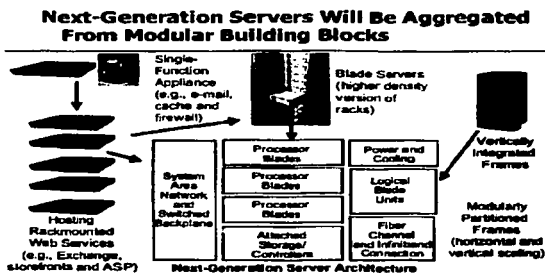 Next-Generation Servers Will Be Aggregated
From Modular Building Blocks
Single-
Function
Appliance
(e.g., e-mail,
cache and
firewall)
Blade Servers
(higher density
version of
racks)
Vertically
Integrated
Frames
System
Area
Network
and
Switched
Backplane
Processor
Blades
Processor
Blades
Processor
Blades
Attached
Storage/
Controllers
Power and
Cooling
Logical
Blade
Units
Fiber
Channel
and Infiniband
Connection
Hosting
Rackmounted
Web Services
(e.g., Exchange,
storefronts and ASP)
Modularly
Partitioned
Frames
(horizontal and
vertical scaling)
Next-Generation Server Architecture